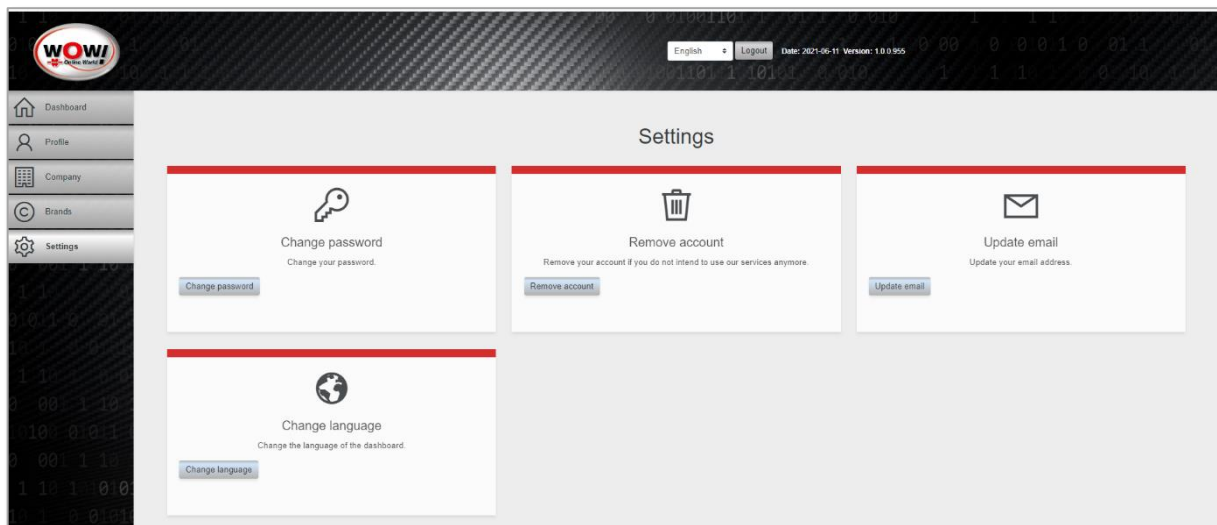 WOW!
Online World
English Logout Date: 2021-06-11 Version: 1.0.0.955
Dashboard
Profile
Company
Brands
Settings
Settings
Change password
Change your password.
Change password
Remove account
Remove your account if you do not intend to use our services anymore.
Remove account
Update email
Update your email address.
Update email
Change language
Change the language of the dashboard.
Change language